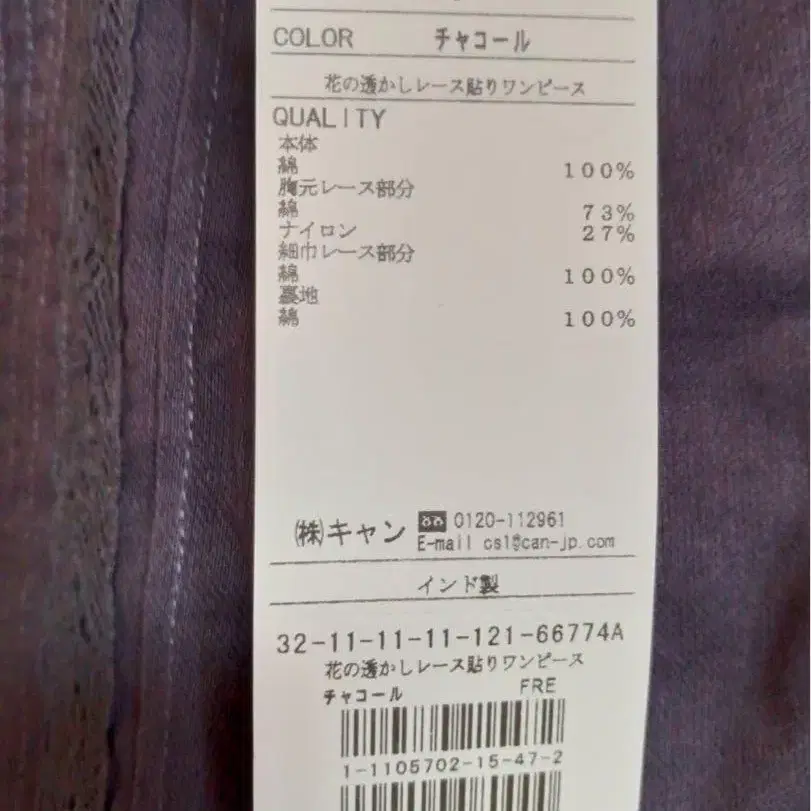 COLOR チャコール
花の透かしレース貼りワンピース
QUALITY
本体
綿 100%
胸元レース部分
綿 73%
ナイロン 27%
細巾レース部分
綿 100%
裏地
綿 100%
㈱キャン 0120-112961
E-mail cs1@can-jp.com
インド製
32-11-11-11-121-66774A
花の透かしレース貼りワンピース
チャコール FRE
1-1105702-15-47-2